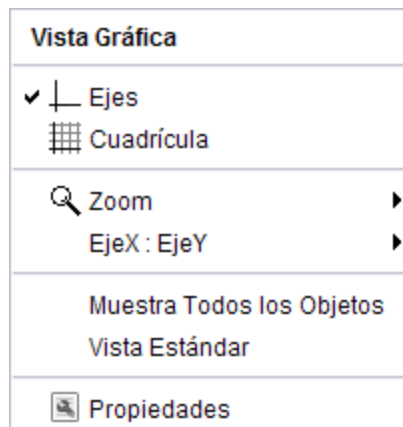 Vista Gráfica
Ejes
Cuadrícula
Zoom
EjeX : EjeY
Muestra Todos los Objetos
Vista Estándar
Propiedades